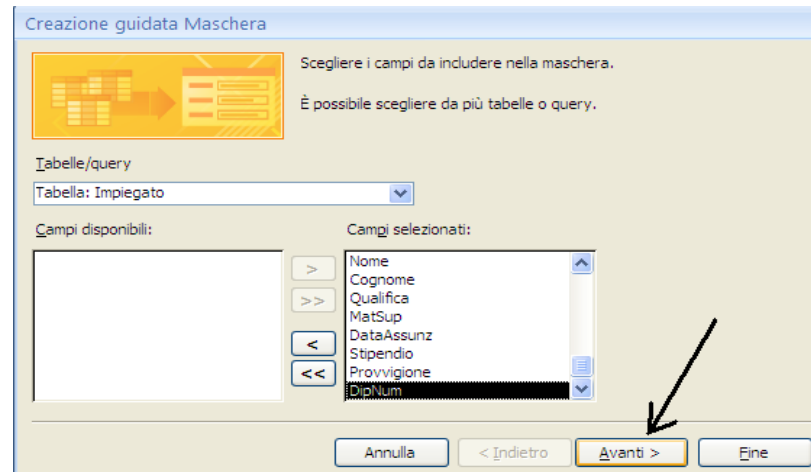 Creazione guidata Maschera
Scegliere i campi da includere nella maschera.
È possibile scegliere da più tabelle o query.
Tabelle/query
Tabella: Impiegato
Campi disponibili:
Campi selezionati:
>
>>
<
<<
Nome
Cognome
Qualifica
MatSup
DataAssunz
Stipendio
Provvigione
DipNum
Annulla
< Indietro
Avanti >
Fine